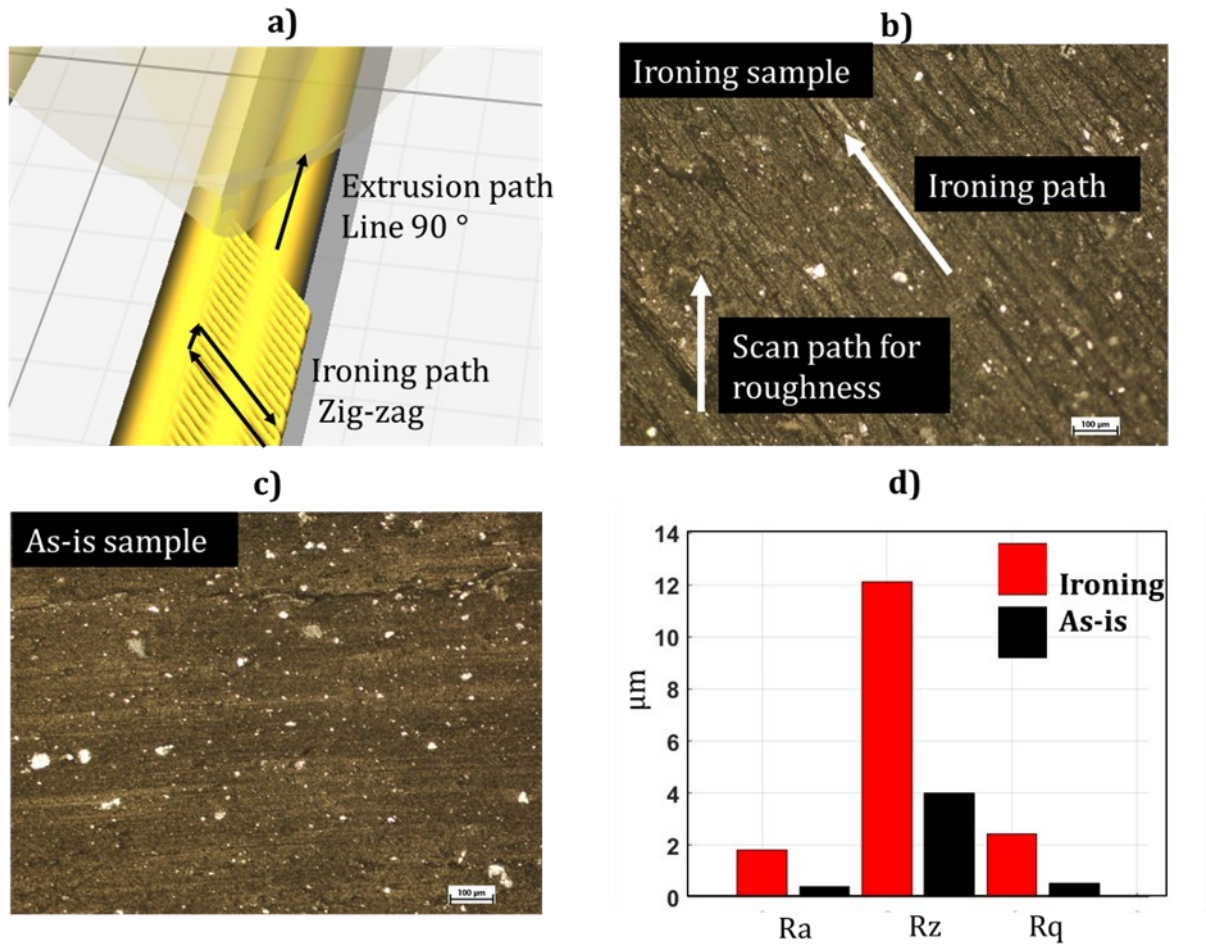 a)
Extrusion path
Line 90 °
Ironing path
Zig-zag
b)
Ironing sample
Ironing path
Scan path for
roughness
100 µm
c)
As-is sample
100 µm
d)
14
12
10
8
6
4
2
0
µm
Ironing
As-is
Ra
Rz
Rq